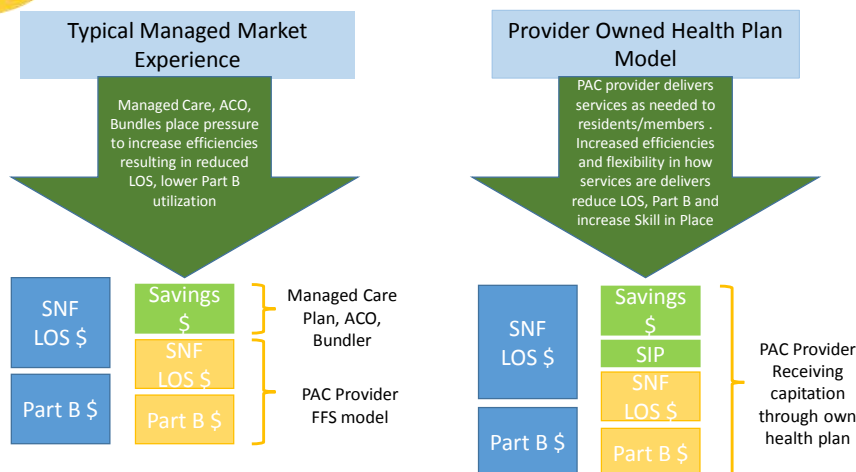 Typical Managed Market
Experience
Managed Care, ACO,
Bundles place pressure
to increase efficiencies
resulting in reduced
LOS, lower Part B
utilization
SNF
LOS $
Part B $
Savings
$
SNF
LOS $
Part B $
Managed Care
Plan, ACO,
Bundler
PAC Provider
FFS model
Provider Owned Health Plan
Model
PAC provider delivers
services as needed to
residents/members .
Increased efficiencies
and flexibility in how
services are delivers
reduce LOS, Part B and
increase Skill in Place
SNF
LOS $
Part B $
Savings
$
SIP
SNF
LOS $
Part B $
PAC Provider
Receiving
capitation
through own
health plan